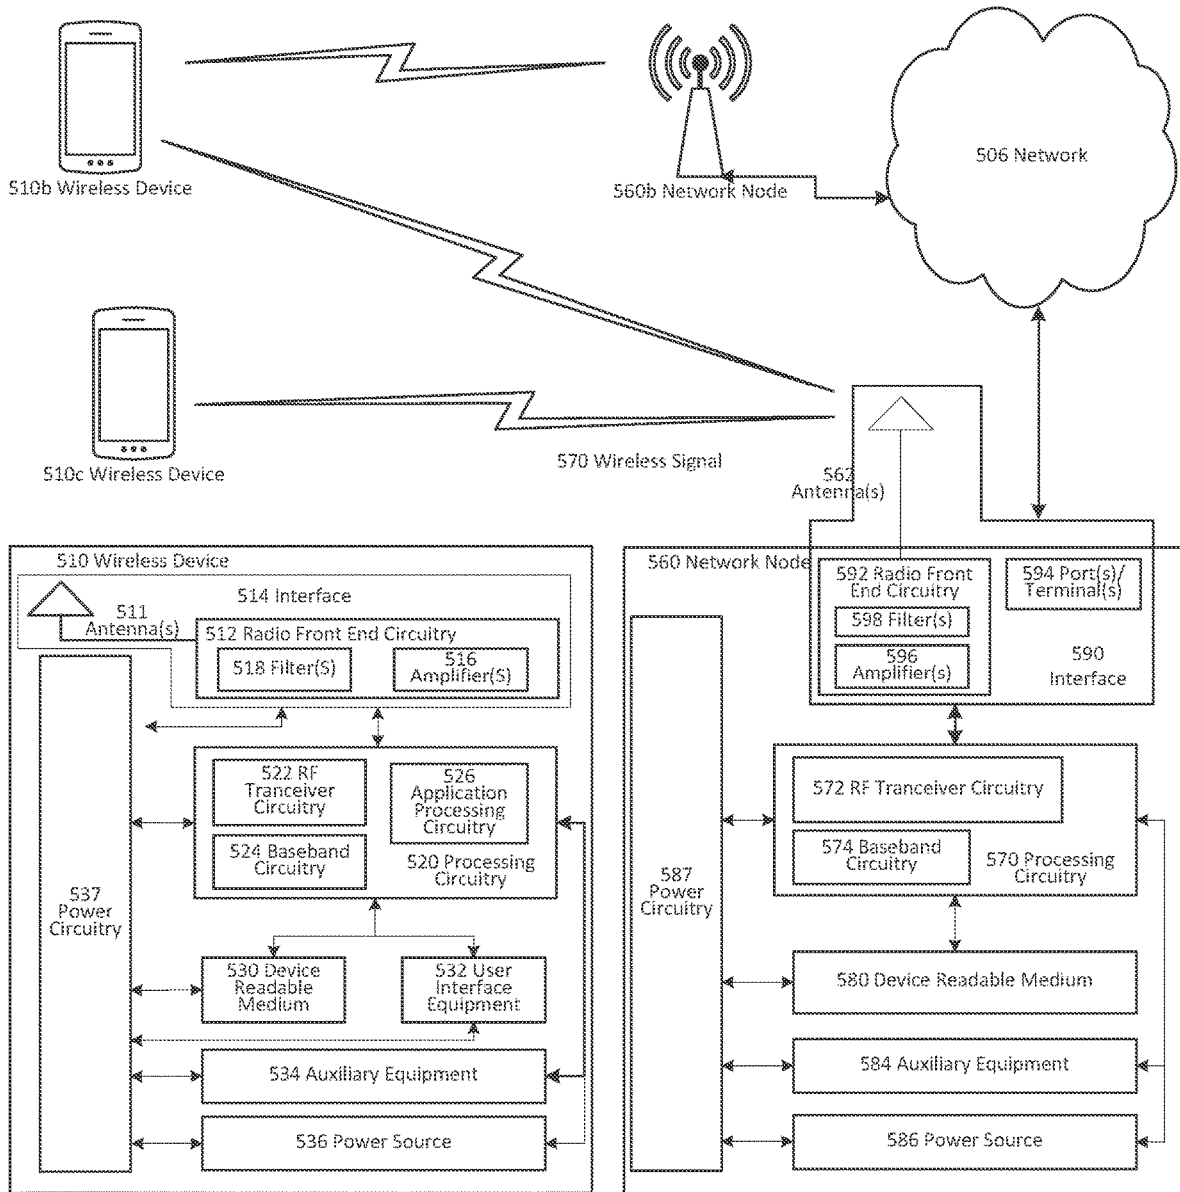 506 Network
510b Wireless Device
560b Network Node
510c Wireless Device
570 Wireless Signal
562
Antenna(s)
510 Wireless Device
514 Interface
511
Antenna(s)
512 Radio Front End Circuitry
518 Filter(S)
516
Amplifier(S)
522 RF
Tranceiver
Circuitry
526
Application
Processing
Circuitry
524 Baseband
Circuitry
520 Processing
Circuitry
537
Power
Circuitry
530 Device
Readable
Medium
532 User
Interface
Equipment
534 Auxiliary Equipment
536 Power Source
560 Network Node
592 Radio Front
End Circuitry
598 Filter(s)
596
Amplifier(s)
594 Port(s)/
Terminal(s)
590
Interface
572 RF Tranceiver Circuitry
574 Baseband
Circuitry
570 Processing
Circuitry
587
Power
Circuitry
580 Device Readable Medium
584 Auxiliary Equipment
586 Power Source